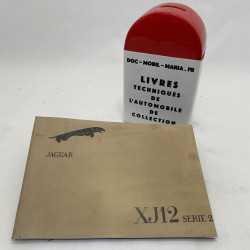 DOC-MOBIL-MANIA.FR
LIVRES
TECHNIQUES
DE
L'AUTOMOBILE
DE
COLLECTION
JAGUAR
XJ12 SERIE 2